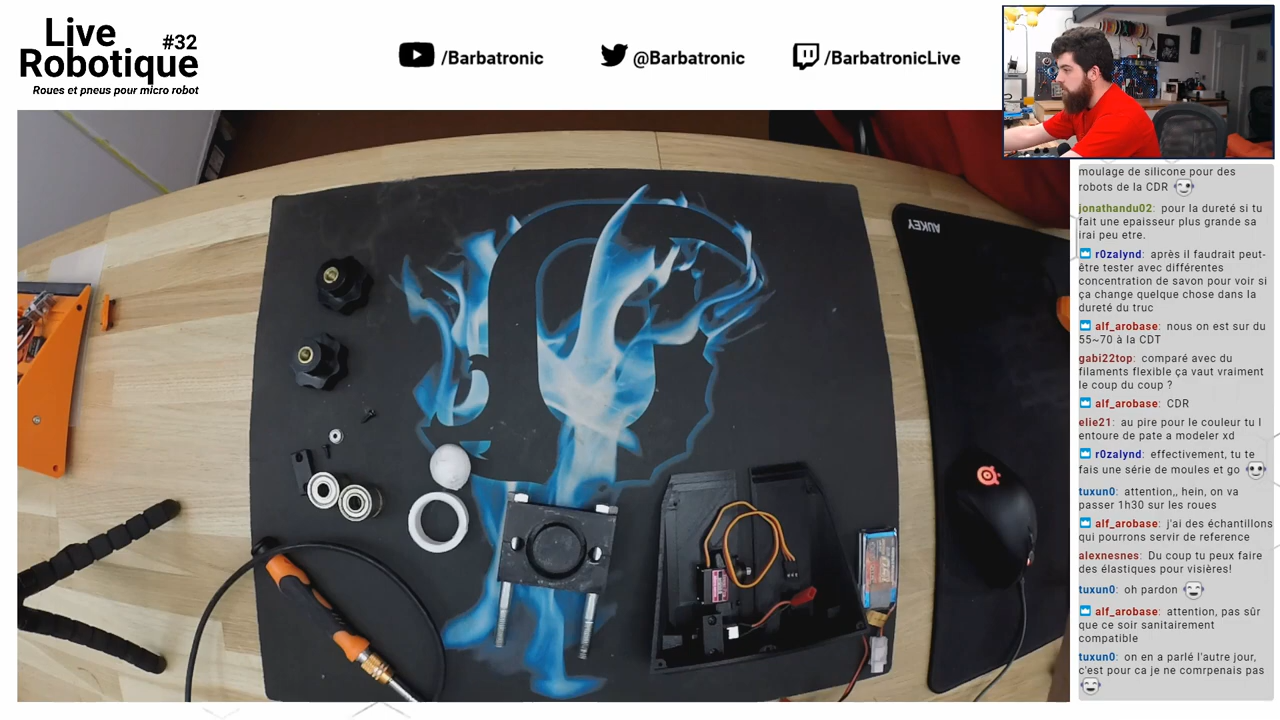 Live
Robotique #32
Roues et pneus pour micro robot
/Barbatronic
@Barbatronic
/BarbatronicLive
AUKEY
moulage de silicone pour des
robots de la CDR
jonathandu02: pour la dureté si tu
fait une epaisseur plus grande sa
irai peu etre.
r0zalynd: après il faudrait peut-
être tester avec différentes
concentration de savon pour voir si
ça change quelque chose dans la
dureté du truc
alf_arobase: nous on est sur du
55~70 à la CDT
gabi22top: comparé avec du
filaments flexible ça vaut vraiment
le coup du coup ?
alf_arobase: CDR
elie21: au pire pour le couleur tu l
entoure de pate a modeler xd
r0zalynd: effectivement, tu te
fais une série de moules et go
tuxun0: attention,, hein, on va
passer 1h30 sur les roues
alf_arobase: j'ai des échantillons
qui pourrons servir de reference
alexnesnes: Du coup tu peux faire
des élastiques pour visières!
tuxun0: oh pardon
alf_arobase: attention, pas sûr
que ce soir sanitairement
compatible
tuxun0: on en a parlé l'autre jour,
c'est pour ca je ne comrpenais pas